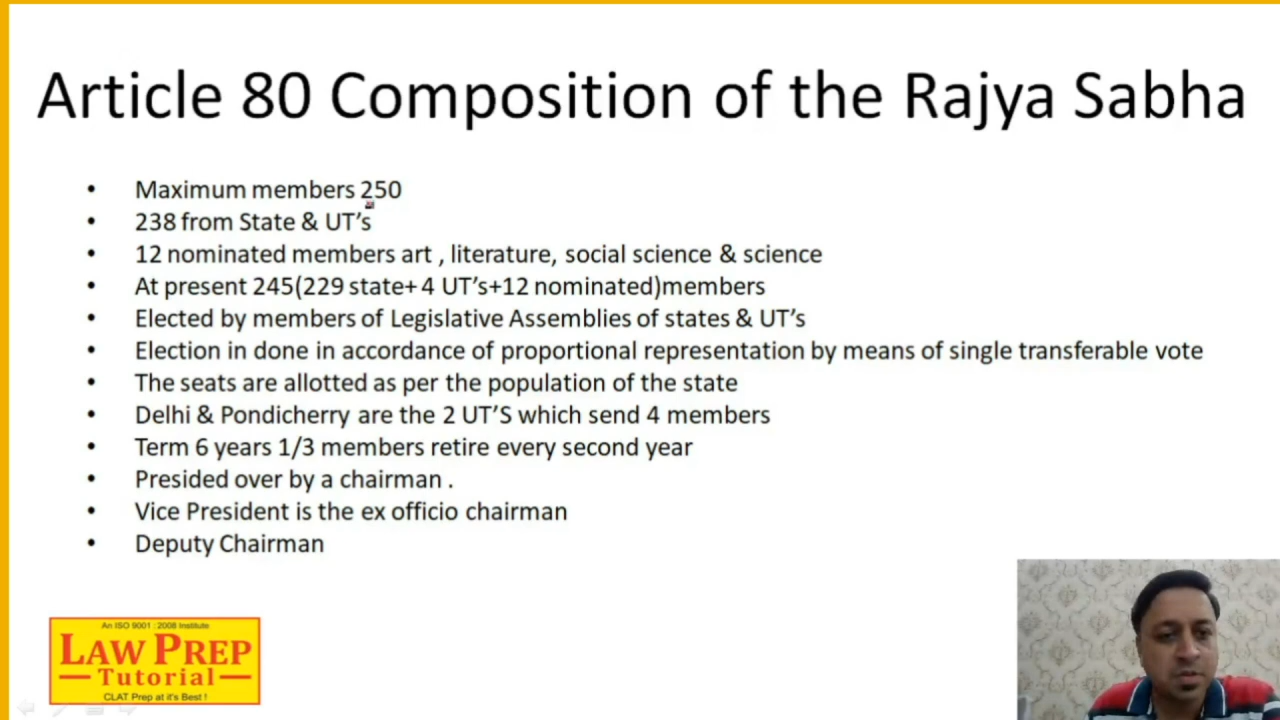 Article 80 Composition of the Rajya Sabha
• Maximum members 250
• 238 from State & UT’s
• 12 nominated members art , literature, social science & science
• At present 245(229 state+ 4 UT’s+12 nominated)members
• Elected by members of Legislative Assemblies of states & UT’s
• Election in done in accordance of proportional representation by means of single transferable vote
• The seats are allotted as per the population of the state
• Delhi & Pondicherry are the 2 UT’S which send 4 members
• Term 6 years 1/3 members retire every second year
• Presided over by a chairman .
• Vice President is the ex officio chairman
• Deputy Chairman
An ISO 9001 : 2008 Institute
LAW PREP
Tutorial
CLAT Prep at it's Best !